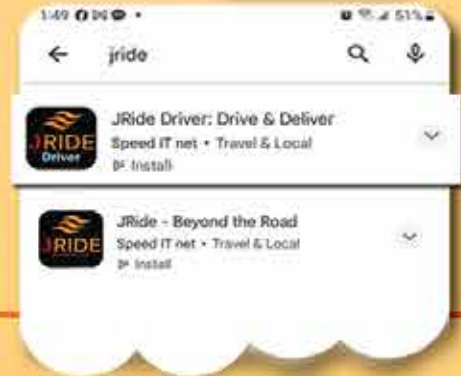 1:49
51%
jride
JRIDE
Driver
JRide Driver: Drive & Deliver
Speed IT net • Travel & Local
Install
JRIDE
JRide - Beyond the Road
Speed IT net • Travel & Local
Install